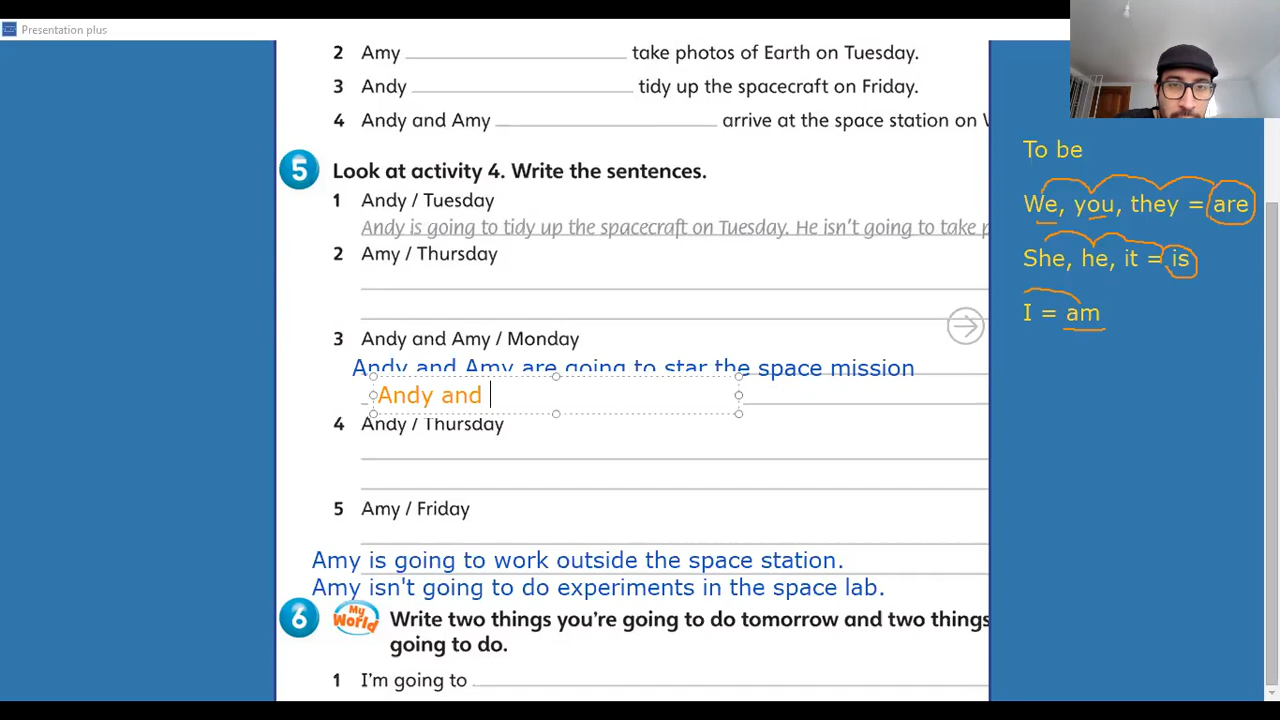 Presentation plus
2 Amy ____ take photos of Earth on Tuesday.
3 Andy ____ tidy up the spacecraft on Friday.
4 Andy and Amy ____ arrive at the space station on
To be
5 Look at activity 4. Write the sentences.
1 Andy / Tuesday
We, you, they = are
Andy is going to tidy up the spacecraft on Tuesday. He isn't going to take
2 Amy / Thursday
She, he, it = is
I = am
3 Andy and Amy / Monday
Andy and Amy are going to star the space mission
Andy and
4 Andy / Thursday
5 Amy / Friday
Amy is going to work outside the space station.
Amy isn't going to do experiments in the space lab.
6 My World Write two things you're going to do tomorrow and two things
going to do.
1 I'm going to